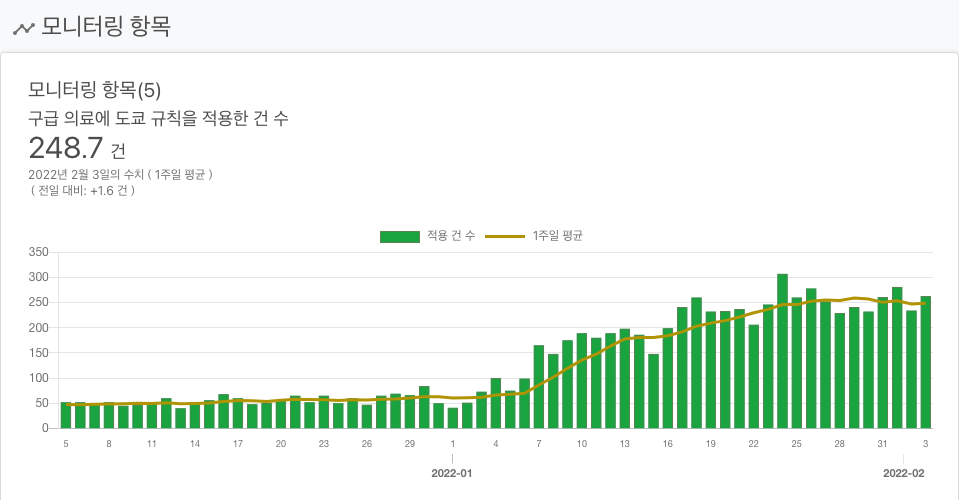 모니터링 항목
모니터링 항목(5)
구급 의료에 도쿄 규칙을 적용한 건 수
248.7 건
2022년 2월 3일의 수치 ( 1주일 평균 )
( 전일 대비: +1.6 건 )
적용 건 수 1주일 평균
350
300
250
200
150
100
50
0
5 8 11 14 17 20 23 26 29 1 4 7 10 13 16 19 22 25 28 31 3
2022-01 2022-02